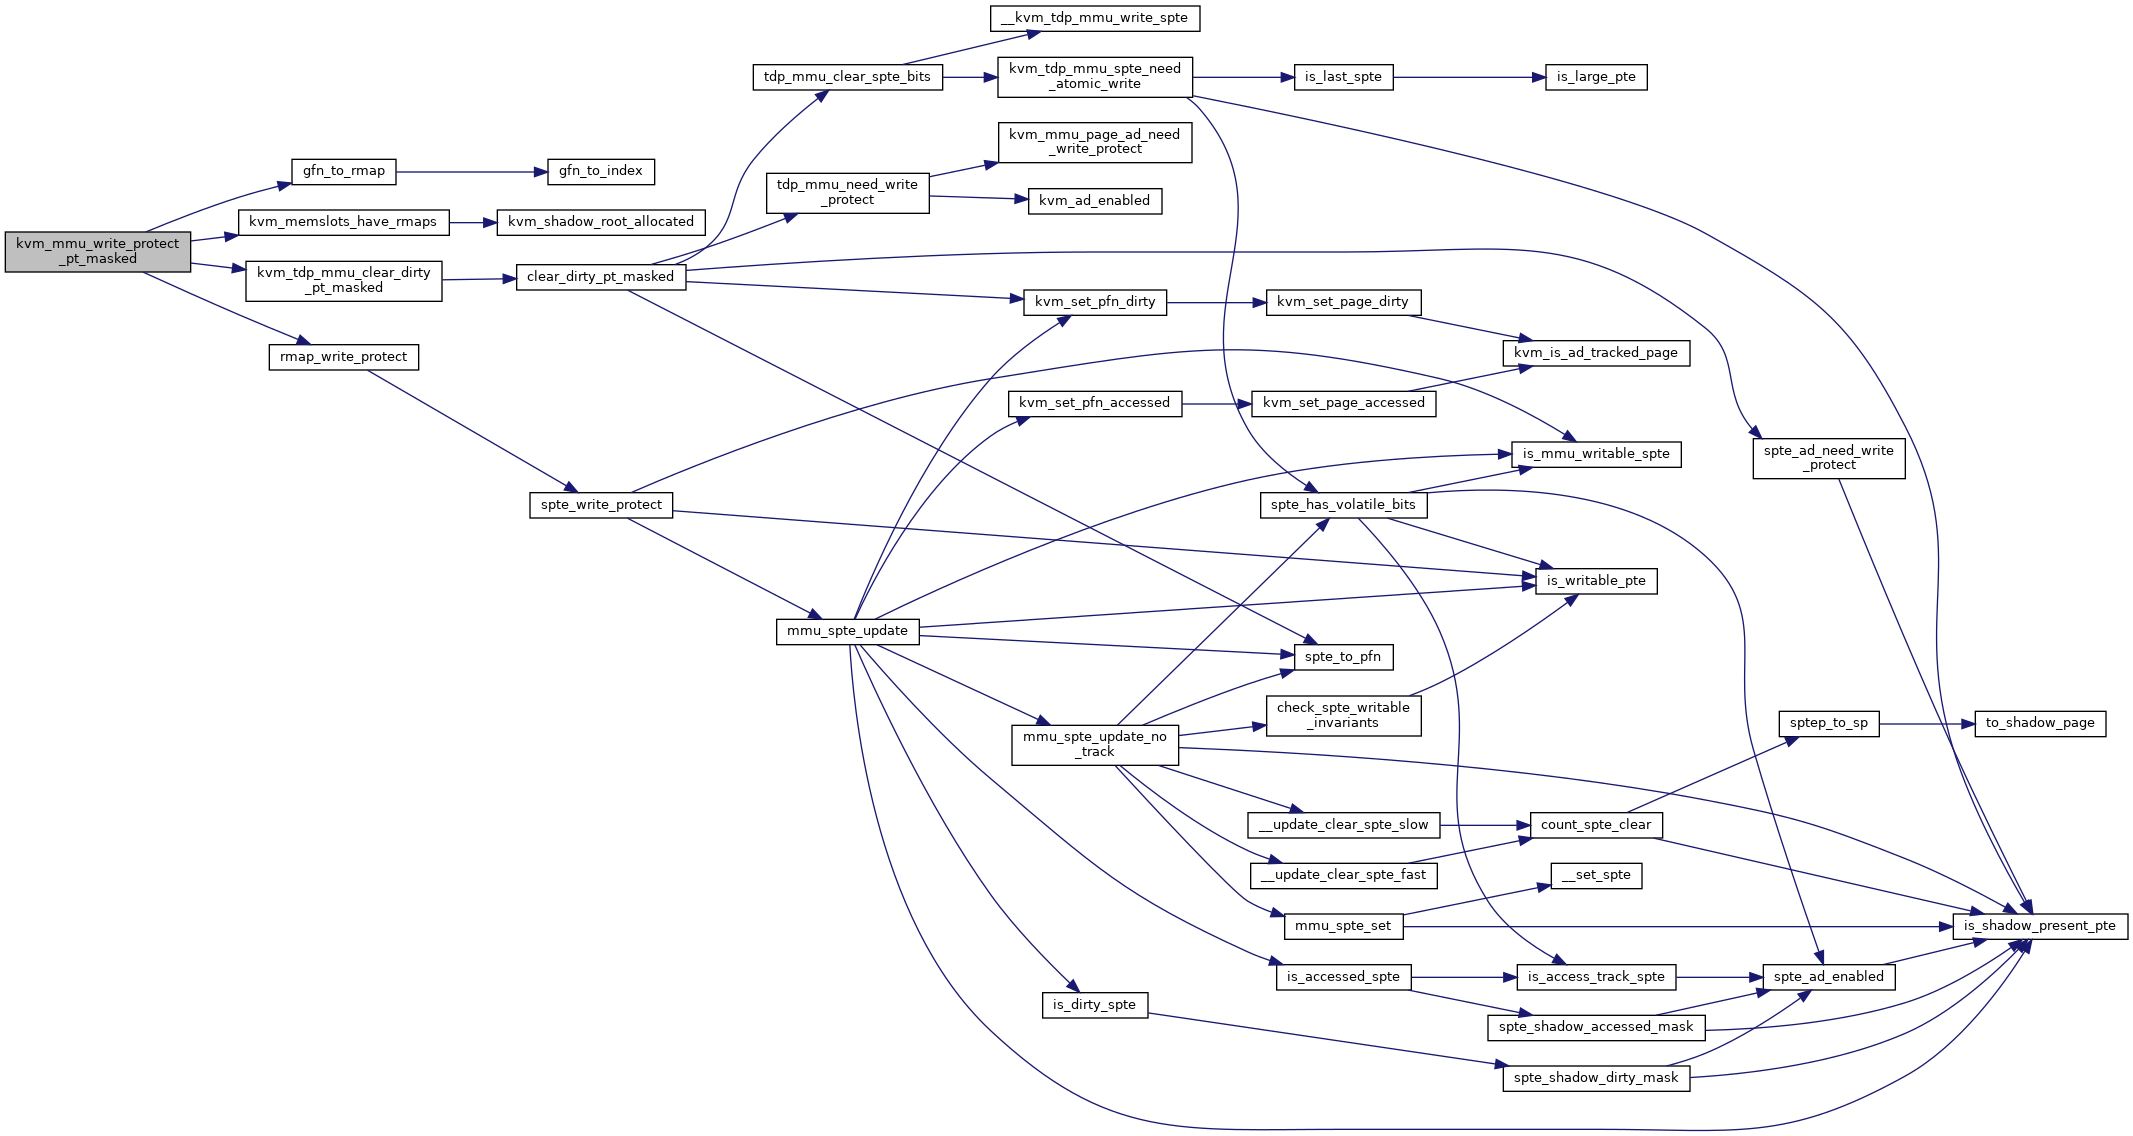 __kvm_tdp_mmu_write_spte
tdp_mmu_clear_spte_bits
kvm_tdp_mmu_spte_need
_atomic_write
is_last_spte
is_large_pte
kvm_mmu_page_ad_need
_write_protect
gfn_to_rmap
gfn_to_index
tdp_mmu_need_write
_protect
kvm_ad_enabled
kvm_memslots_have_rmaps
kvm_shadow_root_allocated
kvm_mmu_write_protect
_pt_masked
kvm_tdp_mmu_clear_dirty
_pt_masked
clear_dirty_pt_masked
kvm_set_pfn_dirty
kvm_set_page_dirty
rmap_write_protect
kvm_is_ad_tracked_page
kvm_set_pfn_accessed
kvm_set_page_accessed
is_mmu_writable_spte
spte_ad_need_write
_protect
spte_write_protect
spte_has_volatile_bits
is_writable_pte
mmu_spte_update
spte_to_pfn
check_spte_writable
_invariants
sptep_to_sp
to_shadow_page
mmu_spte_update_no
_track
__update_clear_spte_slow
count_spte_clear
__update_clear_spte_fast
__set_spte
mmu_spte_set
is_shadow_present_pte
is_accessed_spte
is_access_track_spte
spte_ad_enabled
is_dirty_spte
spte_shadow_accessed_mask
spte_shadow_dirty_mask